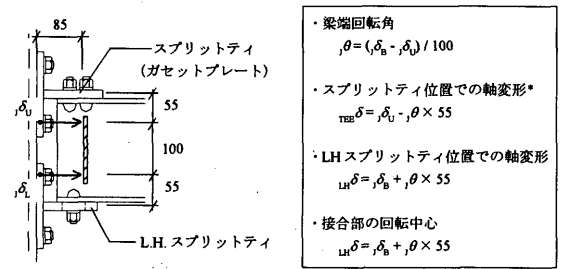 85
スプリットティ
(ガセットプレート)
55
JδU
100
JδL
55
L.H. スプリットティ
・梁端回転角
Jθ = (JδB - JδU) / 100
・スプリットティ位置での軸変形*
TEEδ = JδU - Jθ × 55
・LHスプリットティ位置での軸変形
LHδ = JδB + Jθ × 55
・接合部の回転中心
LHδ = JδB + Jθ × 55